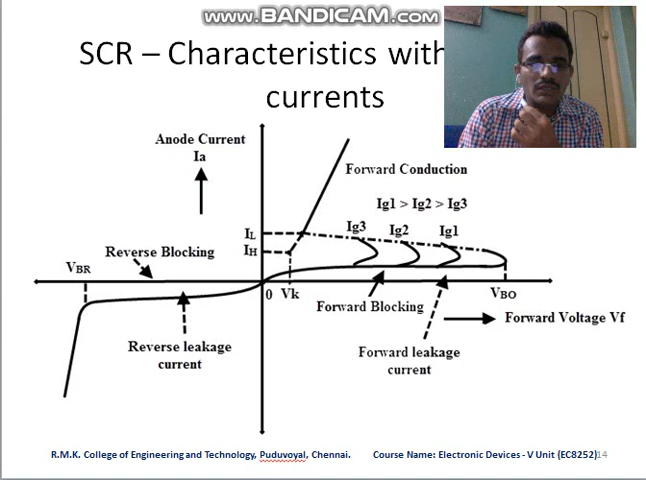 WWW.BANDICAM.COM
SCR – Characteristics with
currents
Anode Current
Ia
Forward Conduction
Ig1 > Ig2 > Ig3
IL
Ig3
Ig2
Ig1
IH
Reverse Blocking
VBR
0
Vk
VBO
Forward Blocking
Forward Voltage Vf
Reverse leakage
current
Forward leakage
current
R.M.K. College of Engineering and Technology, Puduvoyal, Chennai.
Course Name: Electronic Devices - V Unit (EC8252)14